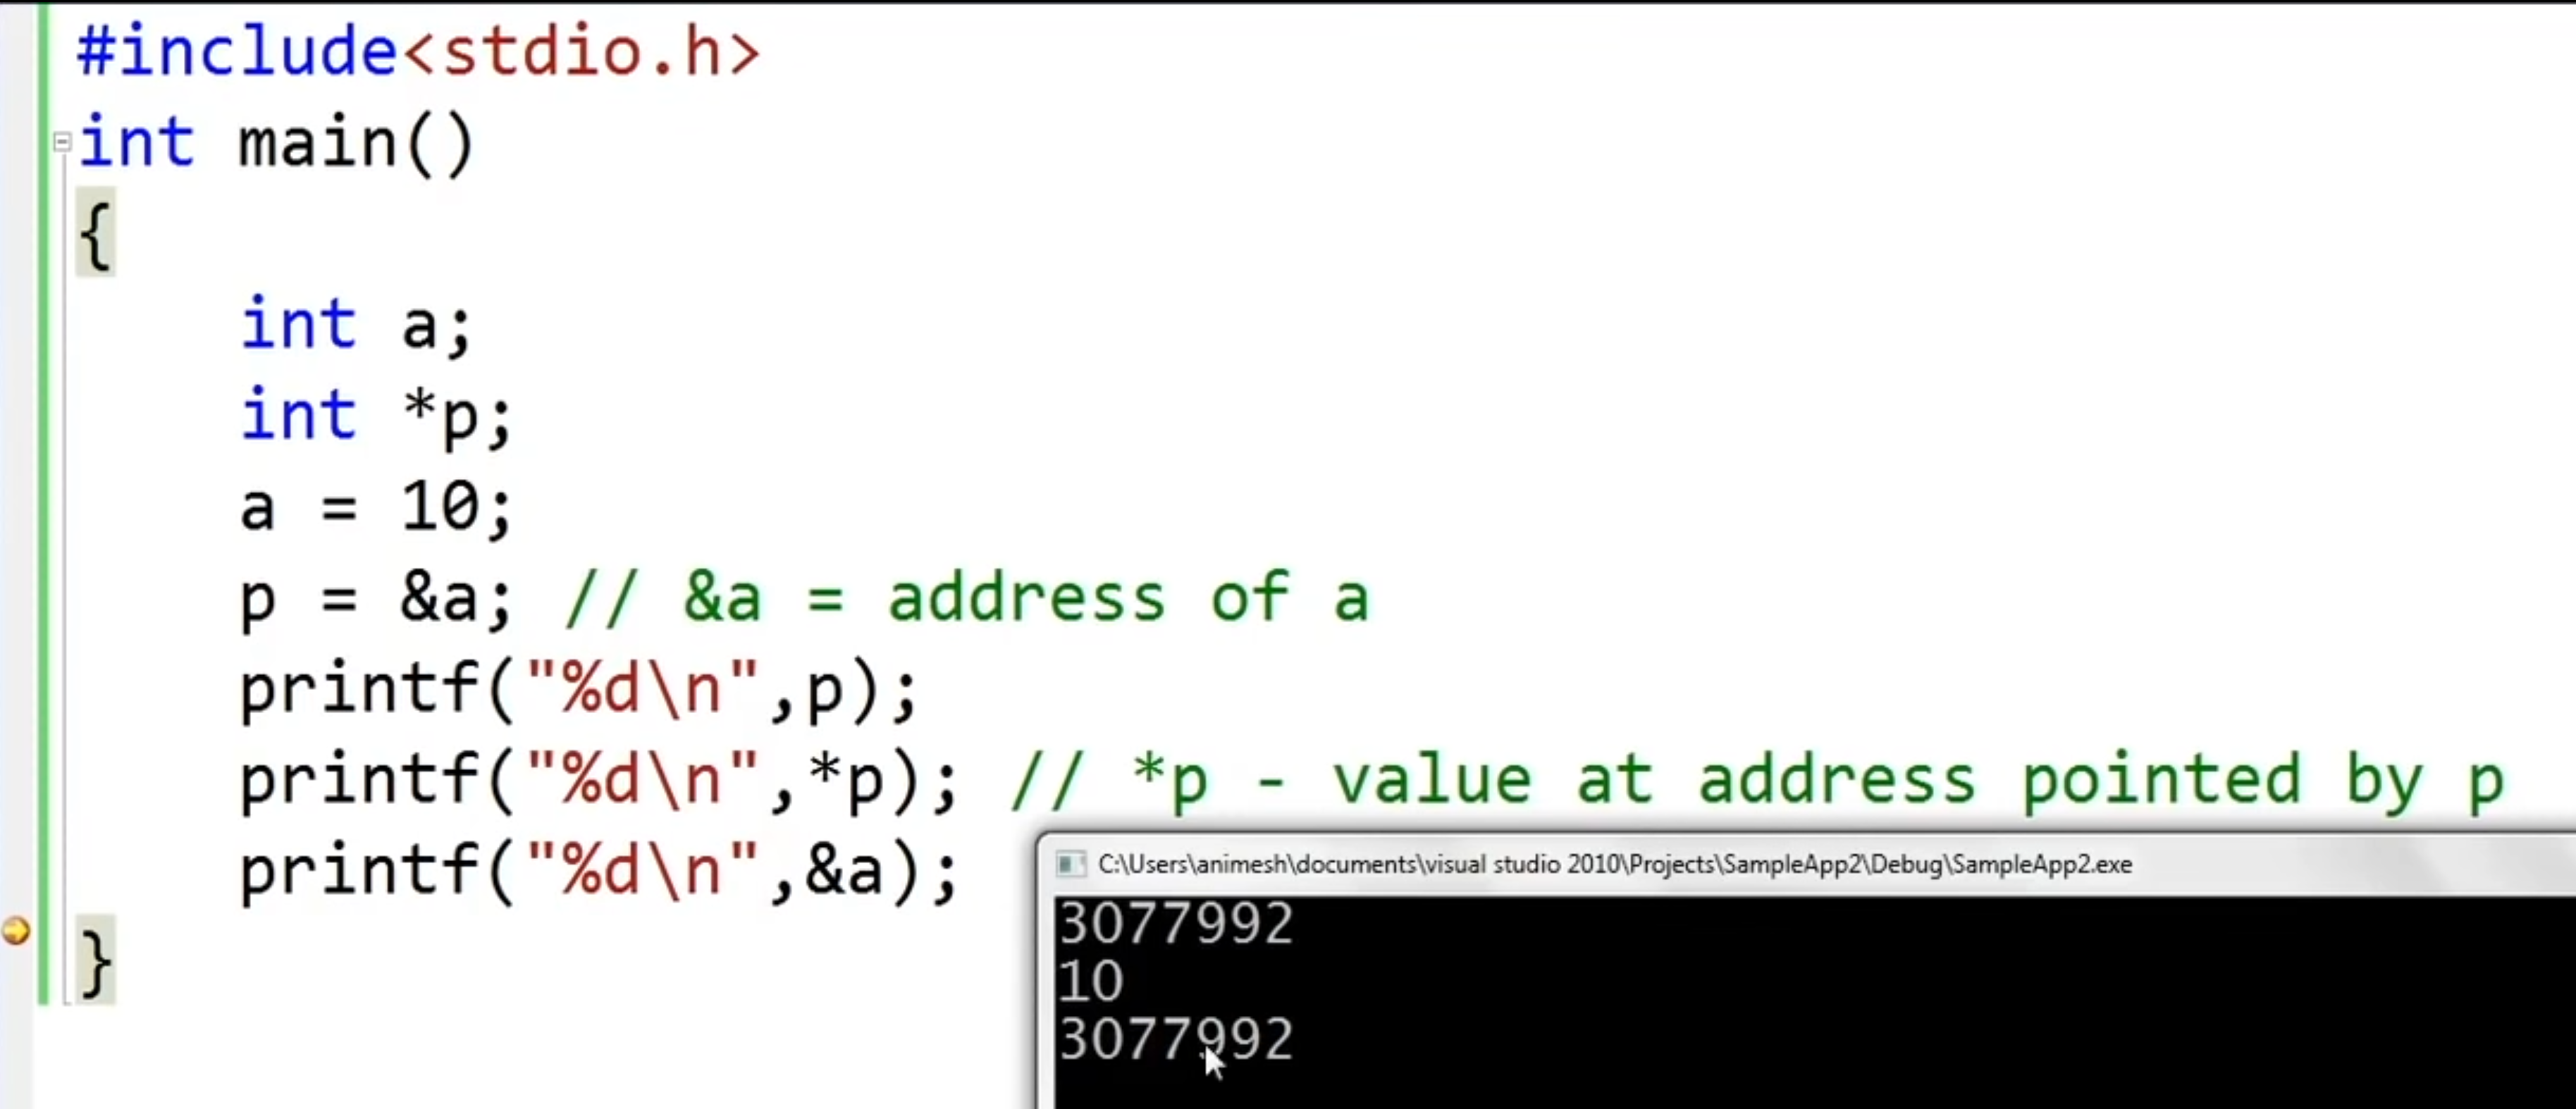 #include<stdio.h>
int main()
{
int a;
int *p;
a = 10;
p = &a; // &a = address of a
printf("%d\n",p);
printf("%d\n",*p); // *p - value at address pointed by p
printf("%d\n",&a);
}
C:\Users\animesh\documents\visual studio 2010\Projects\SampleApp2\Debug\SampleApp2.exe
3077992
10
3077992